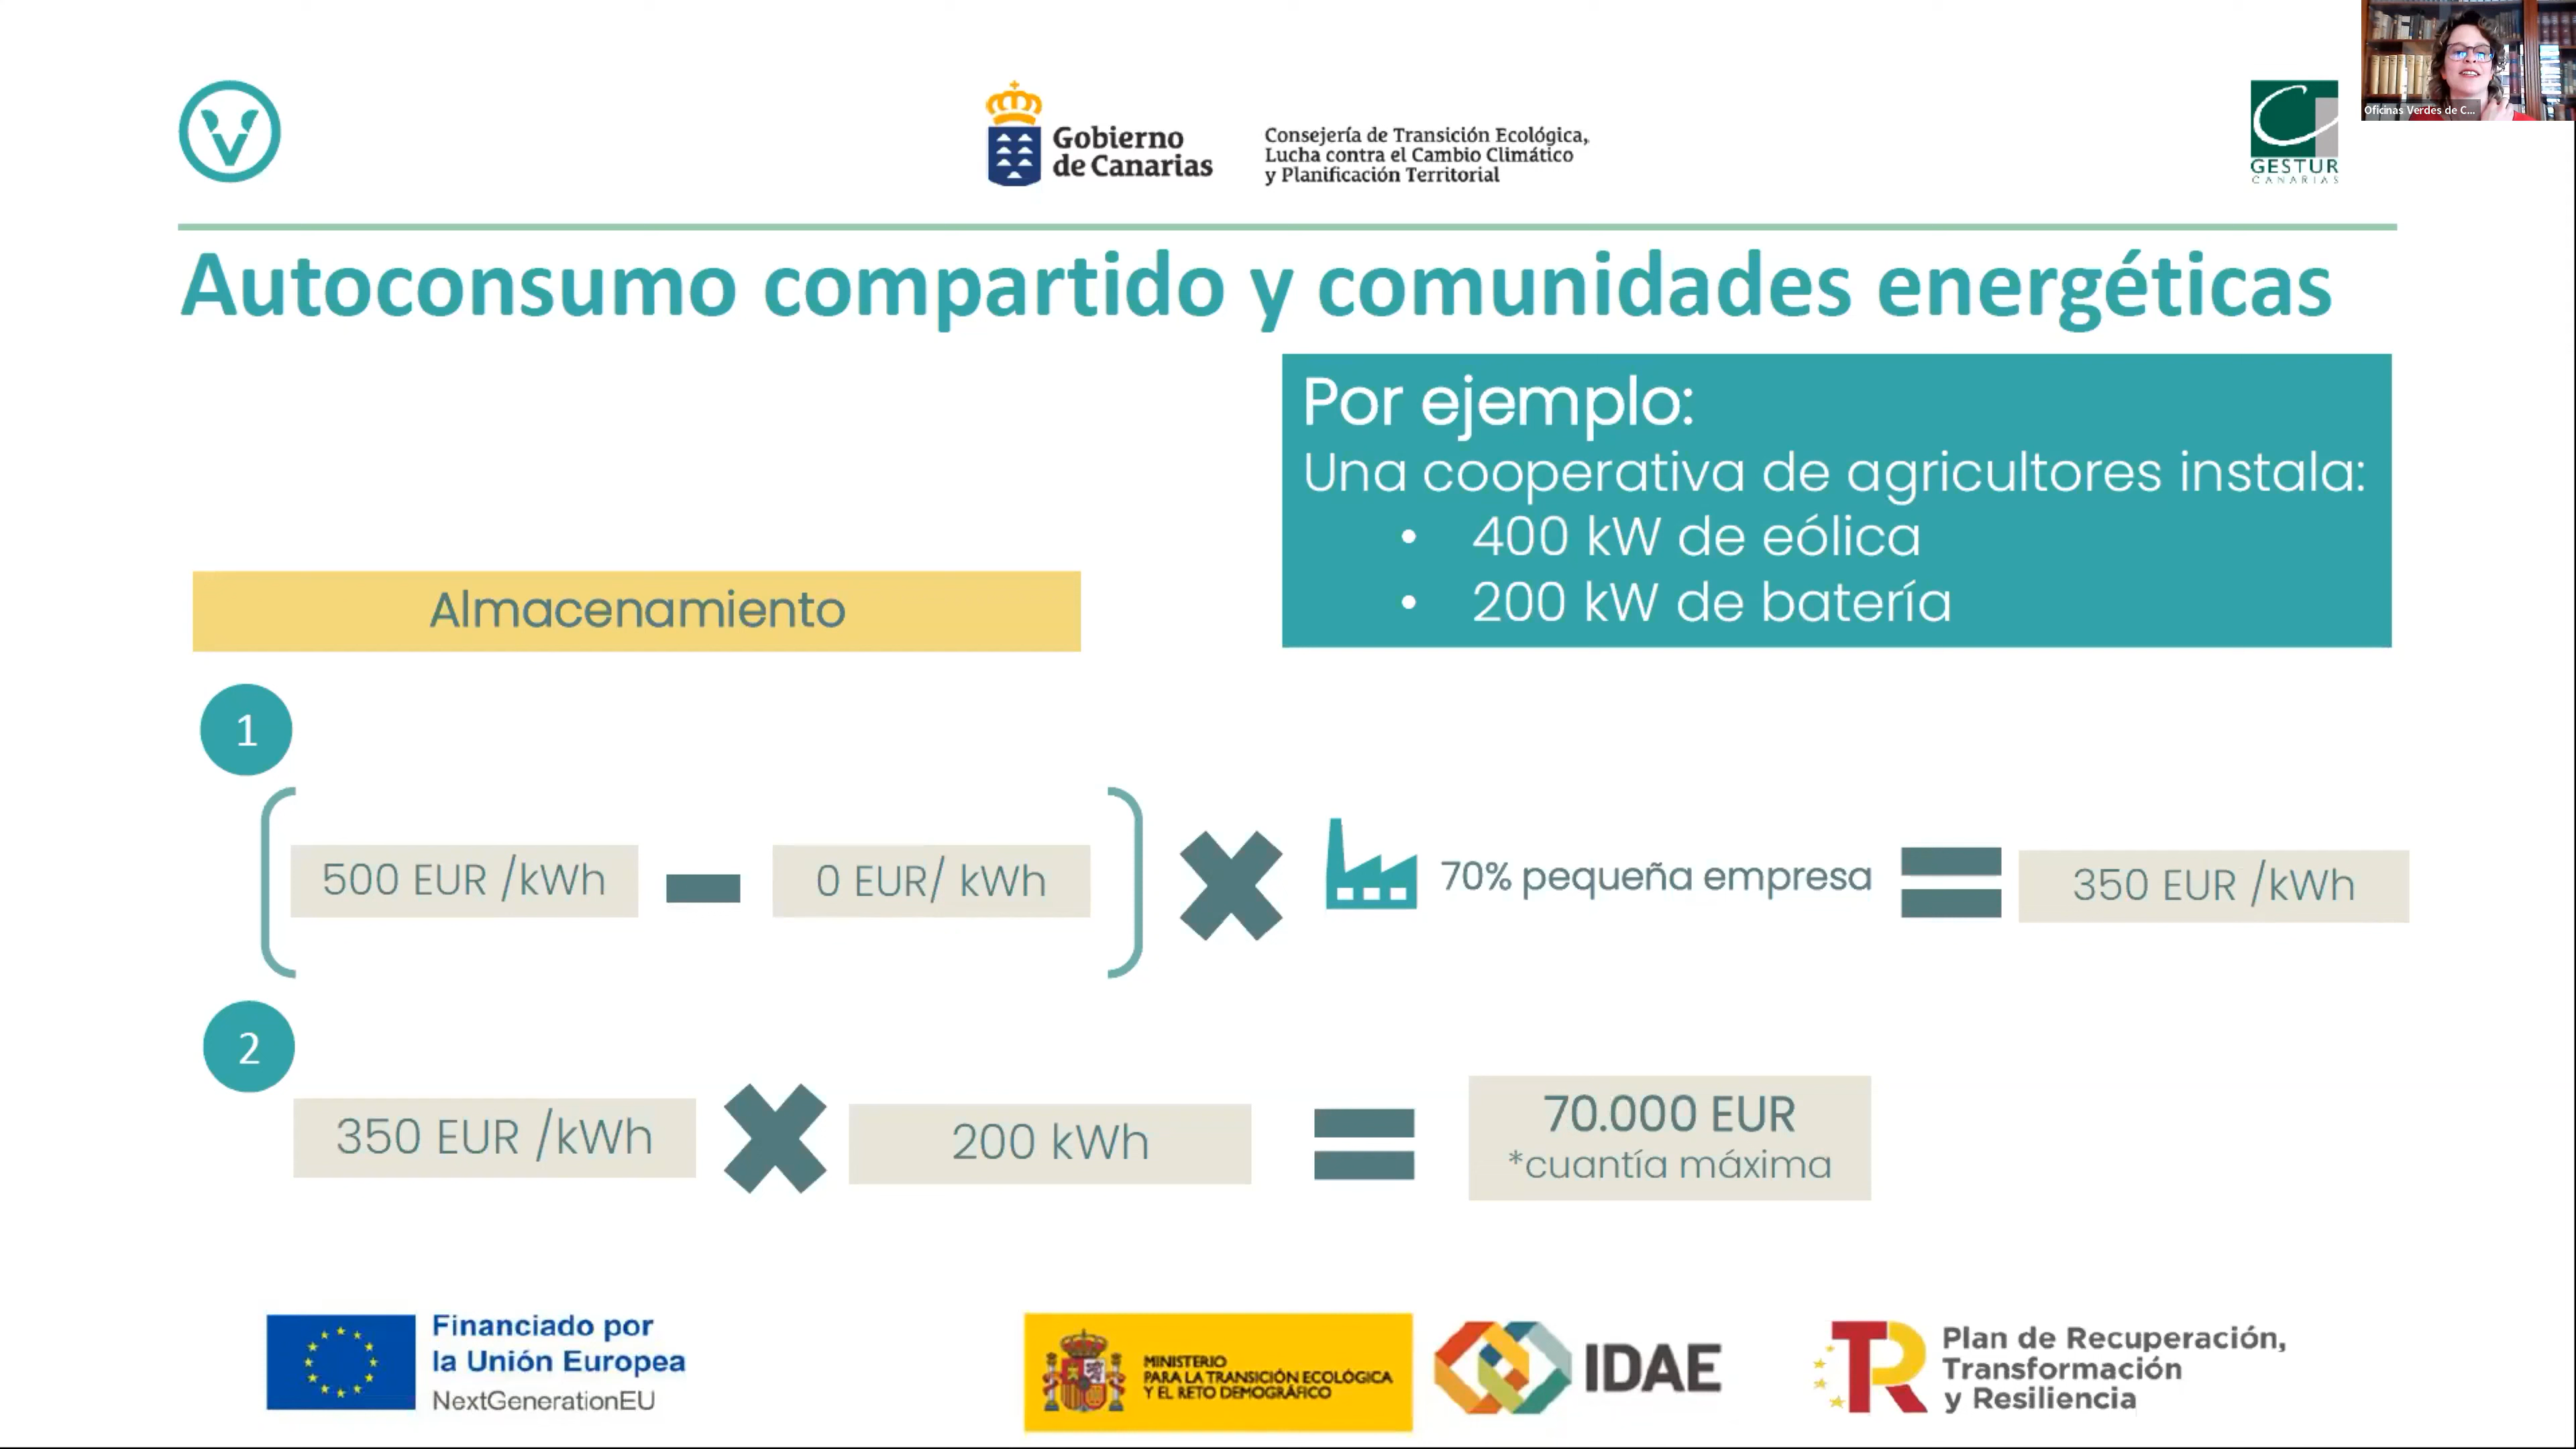 Oficinas Verdes de C...
V
Gobierno
de Canarias
Consejería de Transición Ecológica,
Lucha contra el Cambio Climático
y Planificación Territorial
GESTUR
CANARIAS
Autoconsumo compartido y comunidades energéticas
Por ejemplo:
Una cooperativa de agricultores instala:
• 400 kW de eólica
• 200 kW de batería
Almacenamiento
1
500 EUR /kWh
0 EUR/ kWh
70% pequeña empresa
350 EUR /kWh
2
350 EUR /kWh
200 kWh
70.000 EUR
*cuantía máxima
Financiado por
la Unión Europea
NextGenerationEU
MINISTERIO
PARA LA TRANSICIÓN ECOLÓGICA
Y EL RETO DEMOGRÁFICO
IDAE
TR
Plan de Recuperación,
Transformación
y Resiliencia